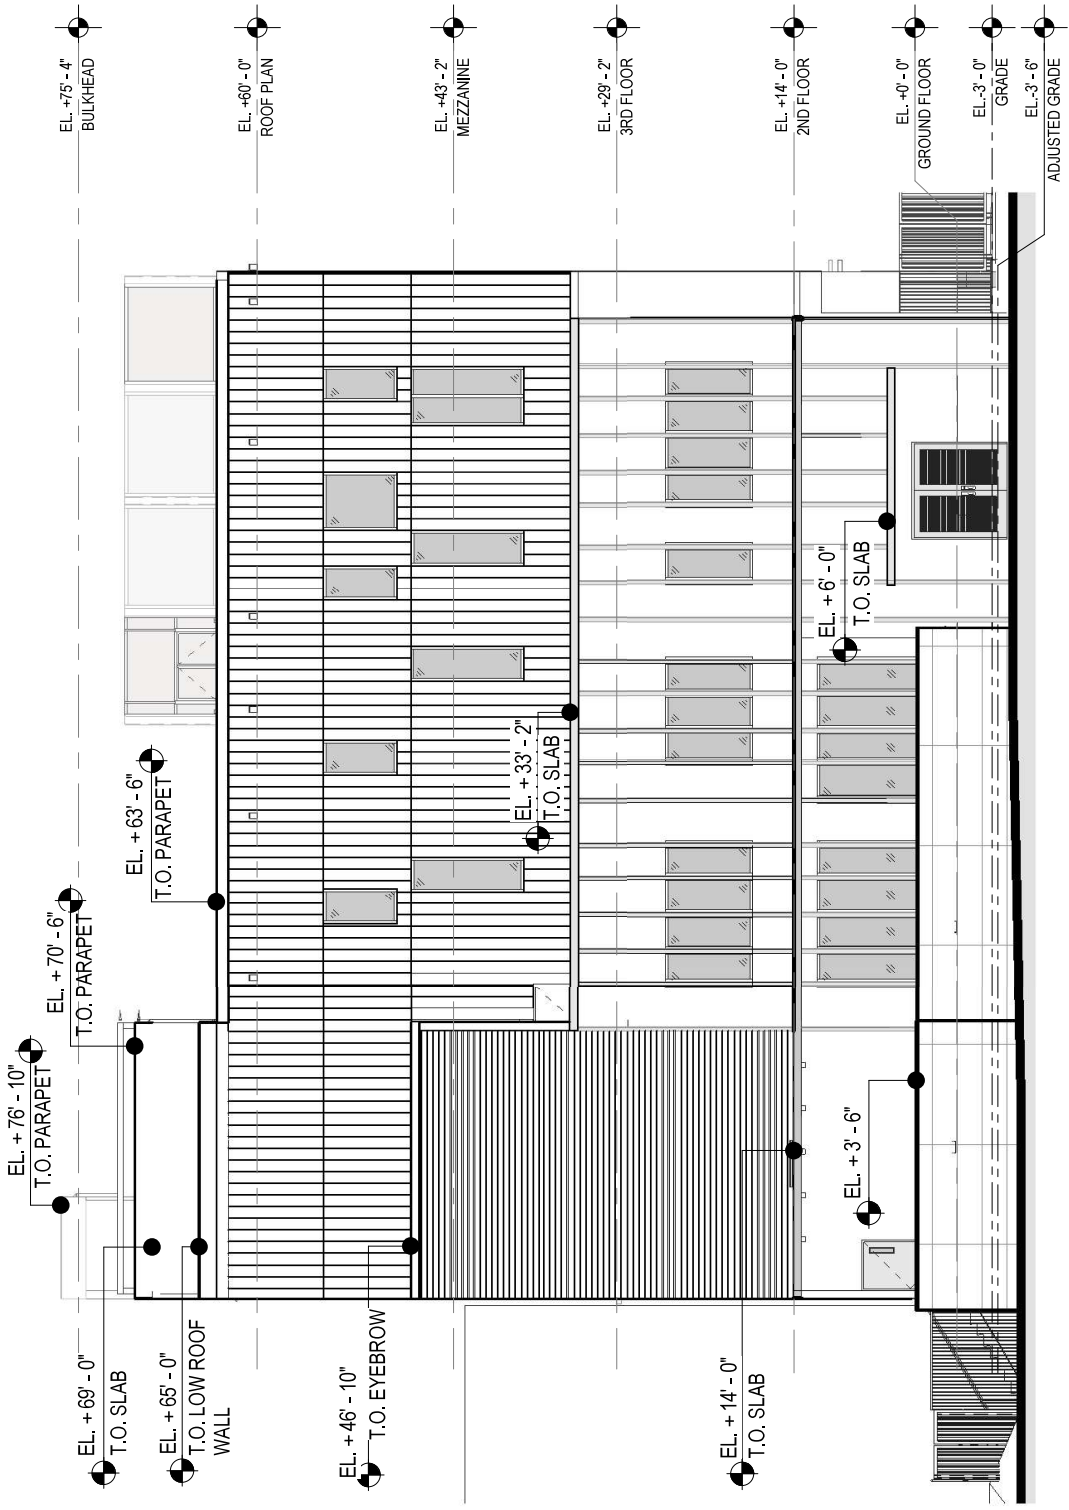 EL. +75' - 4"
BULKHEAD
EL. +60' - 0"
ROOF PLAN
EL. +43' - 2"
MEZZANINE
EL. +29' - 2"
3RD FLOOR
EL. +14' - 0"
2ND FLOOR
EL. +0' - 0"
GROUND FLOOR
EL.-3' - 0"
GRADE
EL.-3' - 6"
ADJUSTED GRADE
EL. + 76' - 10"
T.O. PARAPET
EL. + 70' - 6"
T.O. PARAPET
EL. + 63' - 6"
T.O. PARAPET
EL. + 33' - 2"
T.O. SLAB
EL. + 6' - 0"
T.O. SLAB
EL. + 3' - 6"
EL. + 69' - 0"
T.O. SLAB
EL. + 65' - 0"
T.O. LOW ROOF
WALL
EL. + 46' - 10"
T.O. EYEBROW
EL. + 14' - 0"
T.O. SLAB